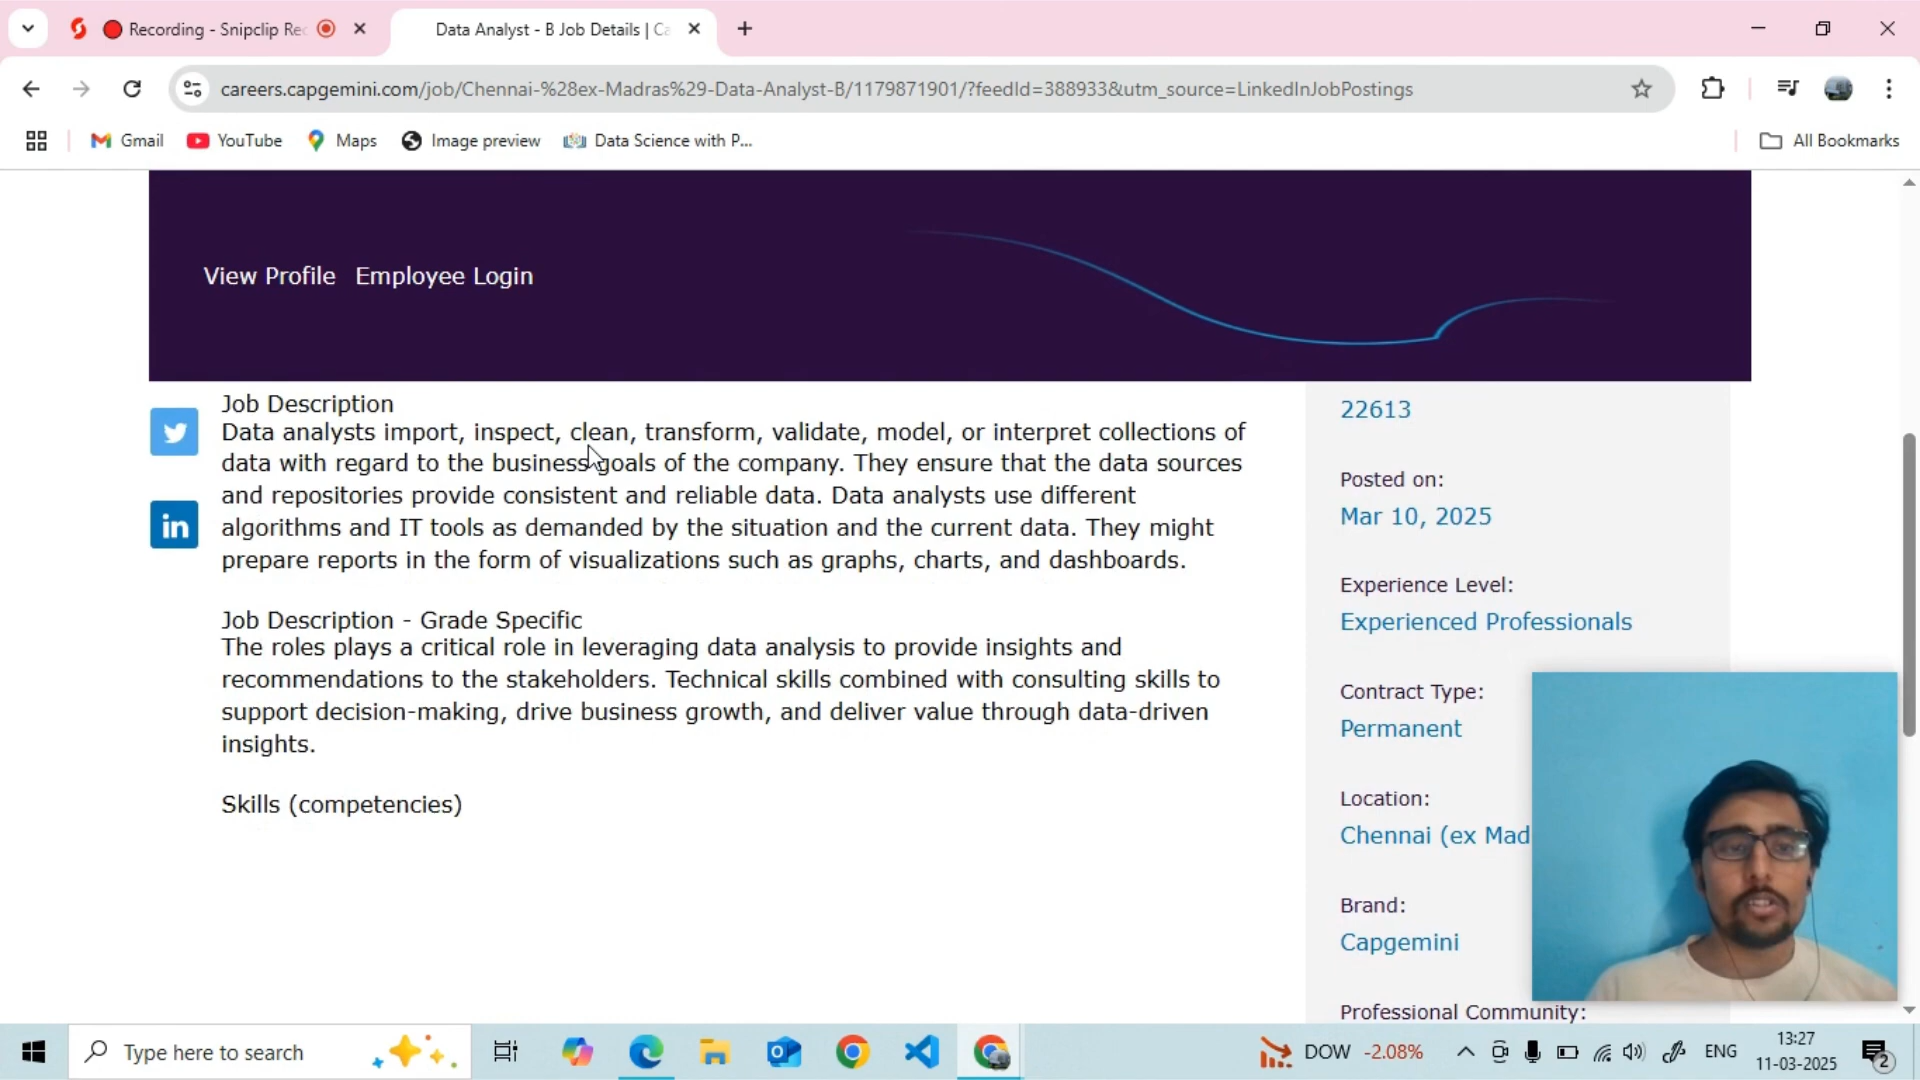 Recording - Snipclip Rec
Data Analyst - B Job Details | Ca
careers.capgemini.com/job/Chennai-%28ex-Madras%29-Data-Analyst-B/1179871901/?feedId=388933&utm_source=LinkedInJobPostings
Gmail
YouTube
Maps
Image preview
Data Science with P...
All Bookmarks
View Profile Employee Login
Job Description
Data analysts import, inspect, clean, transform, validate, model, or interpret collections of
data with regard to the business goals of the company. They ensure that the data sources
and repositories provide consistent and reliable data. Data analysts use different
algorithms and IT tools as demanded by the situation and the current data. They might
prepare reports in the form of visualizations such as graphs, charts, and dashboards.
Job Description - Grade Specific
The roles plays a critical role in leveraging data analysis to provide insights and
recommendations to the stakeholders. Technical skills combined with consulting skills to
support decision-making, drive business growth, and deliver value through data-driven
insights.
Skills (competencies)
22613
Posted on:
Mar 10, 2025
Experience Level:
Experienced Professionals
Contract Type:
Permanent
Location:
Chennai (ex Mad
Brand:
Capgemini
Professional Community:
in
Type here to search
DOW -2.08%
ENG
13:27
11-03-2025
2